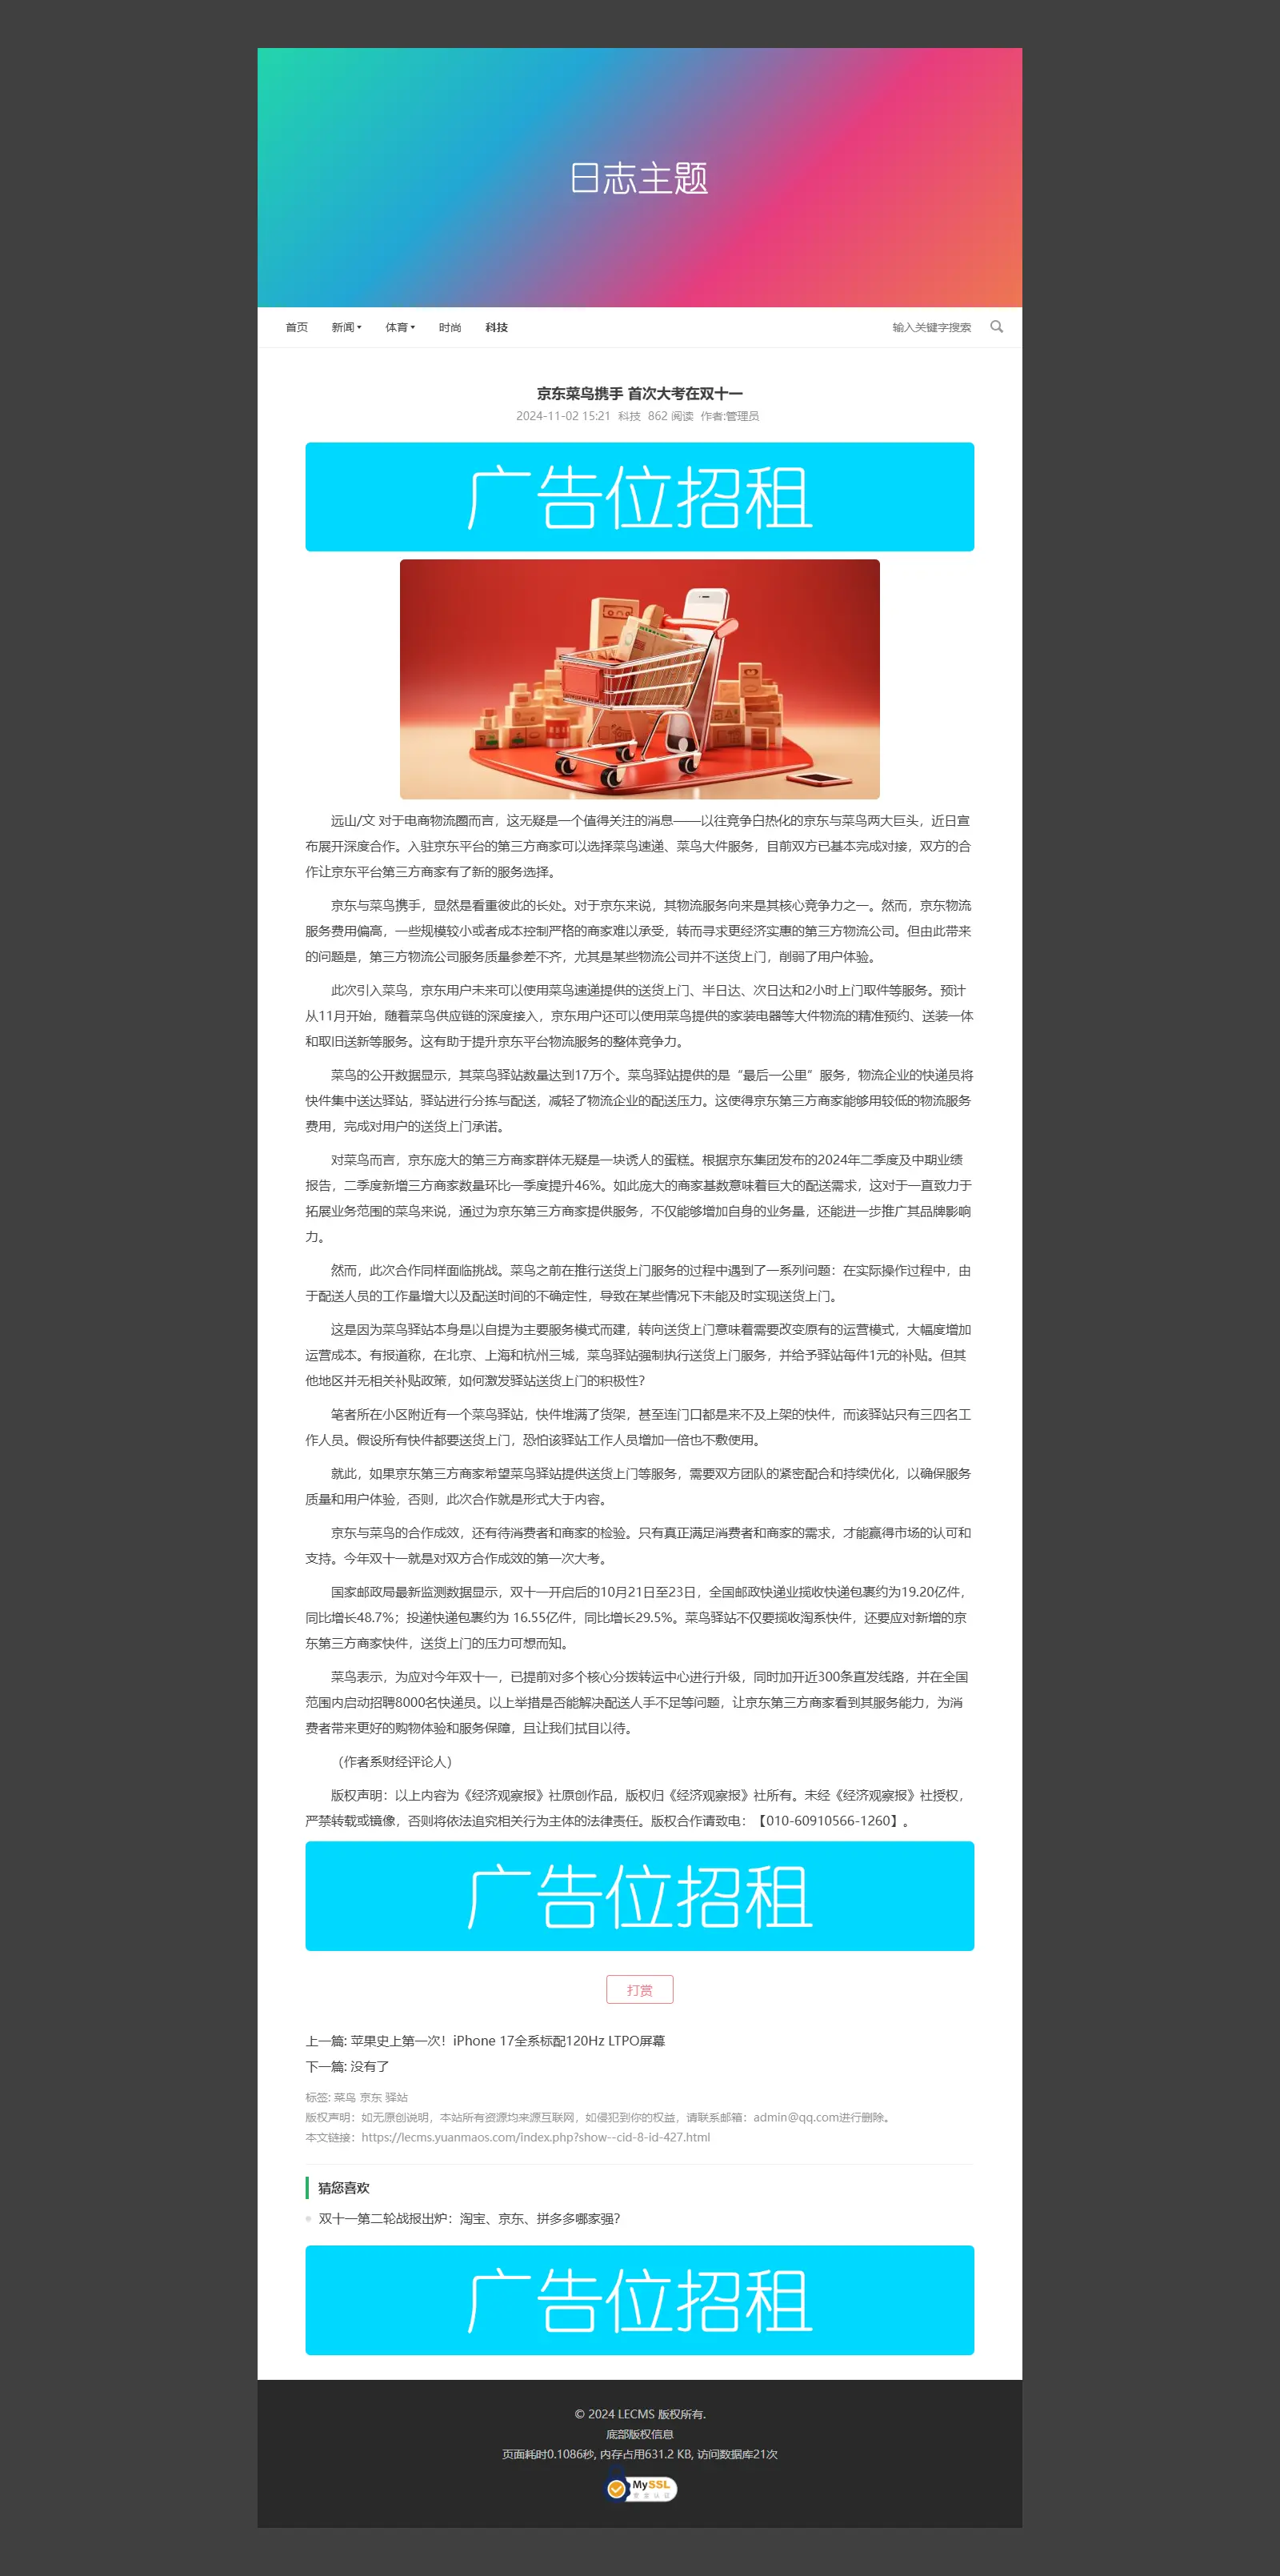 日志主题
首页 新闻 体育 时尚 科技 输入关键字搜索
京东菜鸟携手 首次大考在双十一
2024-11-02 15:21 科技 862 阅读 作者:管理员
广告位招租
远山/文 对于电商物流圈而言，这无疑是一个值得关注的消息——以往竞争白热化的京东与菜鸟两大巨头，近日宣
布展开深度合作。入驻京东平台的第三方商家可以选择菜鸟速递、菜鸟大件服务，目前双方已基本完成对接，双方的合
作让京东平台第三方商家有了新的服务选择。
京东与菜鸟携手，显然是看重彼此的长处。对于京东来说，其物流服务向来是其核心竞争力之一。然而，京东物流
服务费用偏高，一些规模较小或者成本控制严格的商家难以承受，转而寻求更经济实惠的第三方物流公司。但由此带来
的问题是，第三方物流公司服务质量参差不齐，尤其是某些物流公司并不送货上门，削弱了用户体验。
此次引入菜鸟，京东用户未来可以使用菜鸟速递提供的送货上门、半日达、次日达和2小时上门取件等服务。预计
从11月开始，随着菜鸟供应链的深度接入，京东用户还可以使用菜鸟提供的家装电器等大件物流的精准预约、送装一体
和取旧送新等服务。这有助于提升京东平台物流服务的整体竞争力。
菜鸟的公开数据显示，其菜鸟驿站数量达到17万个。菜鸟驿站提供的是“最后一公里”服务，物流企业的快递员将
快件集中送达驿站，驿站进行分拣与配送，减轻了物流企业的配送压力。这使得京东第三方商家能够用较低的物流服务
费用，完成对用户的送货上门承诺。
对菜鸟而言，京东庞大的第三方商家群体无疑是一块诱人的蛋糕。根据京东集团发布的2024年二季度及中期业绩
报告，二季度新增三方商家数量环比一季度提升46%。如此庞大的商家基数意味着巨大的配送需求，这对于一直致力于
拓展业务范围的菜鸟来说，通过为京东第三方商家提供服务，不仅能够增加自身的业务量，还能进一步推广其品牌影响
力。
然而，此次合作同样面临挑战。菜鸟之前在推行送货上门服务的过程中遇到了一系列问题：在实际操作过程中，由
于配送人员的工作量增大以及配送时间的不确定性，导致在某些情况下未能及时实现送货上门。
这是因为菜鸟驿站本身是以自提为主要服务模式而建，转向送货上门意味着需要改变原有的运营模式，大幅度增加
运营成本。有报道称，在北京、上海和杭州三城，菜鸟驿站强制执行送货上门服务，并给予驿站每件1元的补贴。但其
他地区并无相关补贴政策，如何激发驿站送货上门的积极性？
笔者所在小区附近有一个菜鸟驿站，快件堆满了货架，甚至连门口都是来不及上架的快件，而该驿站只有三四名工
作人员。假设所有快件都要送货上门，恐怕该驿站工作人员增加一倍也不敷使用。
就此，如果京东第三方商家希望菜鸟驿站提供送货上门等服务，需要双方团队的紧密配合和持续优化，以确保服务
质量和用户体验，否则，此次合作就是形式大于内容。
京东与菜鸟的合作成效，还有待消费者和商家的检验。只有真正满足消费者和商家的需求，才能赢得市场的认可和
支持。今年双十一就是对双方合作成效的第一次大考。
国家邮政局最新监测数据显示，双十一开启后的10月21日至23日，全国邮政快递业揽收快递包裹约为19.20亿件，
同比增长48.7%；投递快递包裹约为 16.55亿件，同比增长29.5%。菜鸟驿站不仅要揽收淘系快件，还要应对新增的京
东第三方商家快件，送货上门的压力可想而知。
菜鸟表示，为应对今年双十一，已提前对多个核心分拨转运中心进行升级，同时加开近300条直发线路，并在全国
范围内启动招聘8000名快递员。以上举措是否能解决配送人手不足等问题，让京东第三方商家看到其服务能力，为消
费者带来更好的购物体验和服务保障，且让我们拭目以待。
（作者系财经评论人）
版权声明：以上内容为《经济观察报》社原创作品，版权归《经济观察报》社所有。未经《经济观察报》社授权，
严禁转载或镜像，否则将依法追究相关行为主体的法律责任。版权合作请致电：【010-60910566-1260】。
广告位招租
打赏
上一篇: 苹果史上第一次！iPhone 17全系标配120Hz LTPO屏幕
下一篇: 没有了
标签: 菜鸟 京东 驿站
版权声明：如无原创说明，本站所有资源均来源互联网，如侵犯到你的权益，请联系邮箱：admin@qq.com进行删除。
本文链接：https://lecms.yuanmaos.com/index.php?show--cid-8-id-427.html
猜您喜欢
双十一第二轮战报出炉：淘宝、京东、拼多多哪家强？
广告位招租
© 2024 LECMS 版权所有.
底部版权信息
页面耗时0.1086秒, 内存占用631.2 KB, 访问数据库21次
MySSL
安全认证